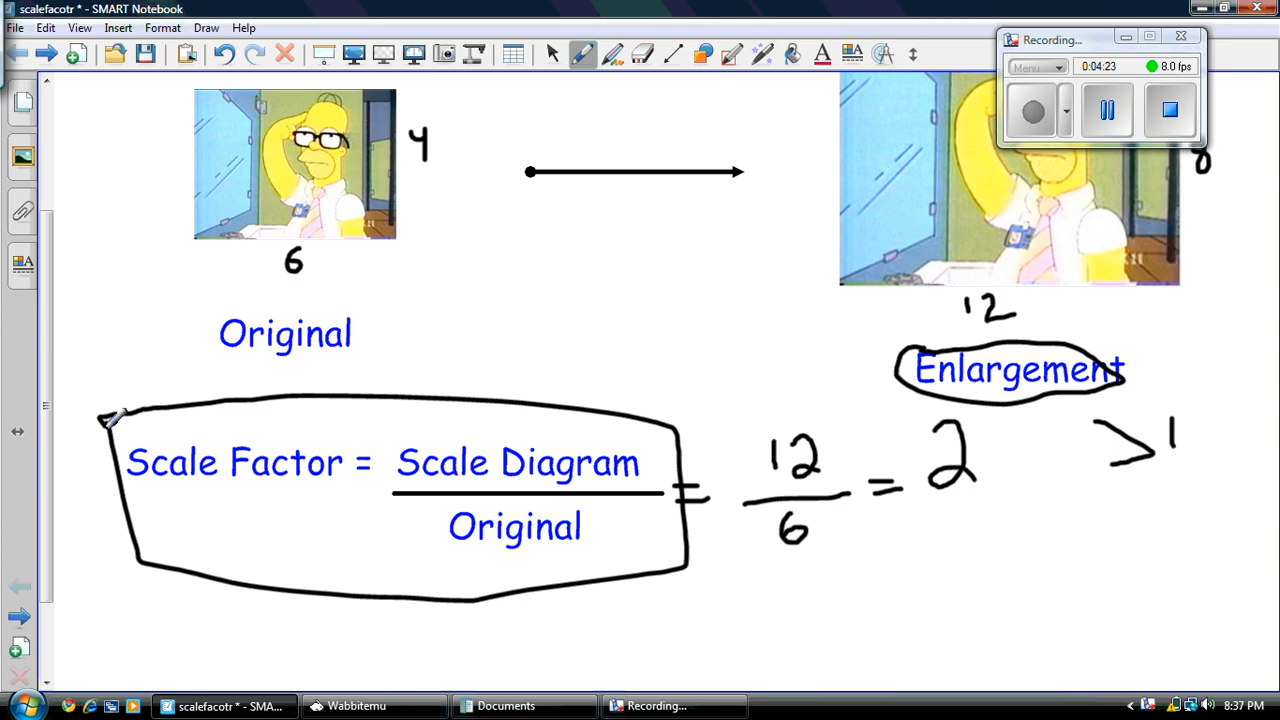 scalefacotr * - SMART Notebook
File Edit View Insert Format Draw Help
Recording...
Menu 0:04:23 8.0 fps
4
8
6
12
Original
Enlargement
Scale Factor = Scale Diagram = 12 = 2 >1
Original 6
scalefacotr * - SMA... Wabbitemu Documents Recording... 8:37 PM